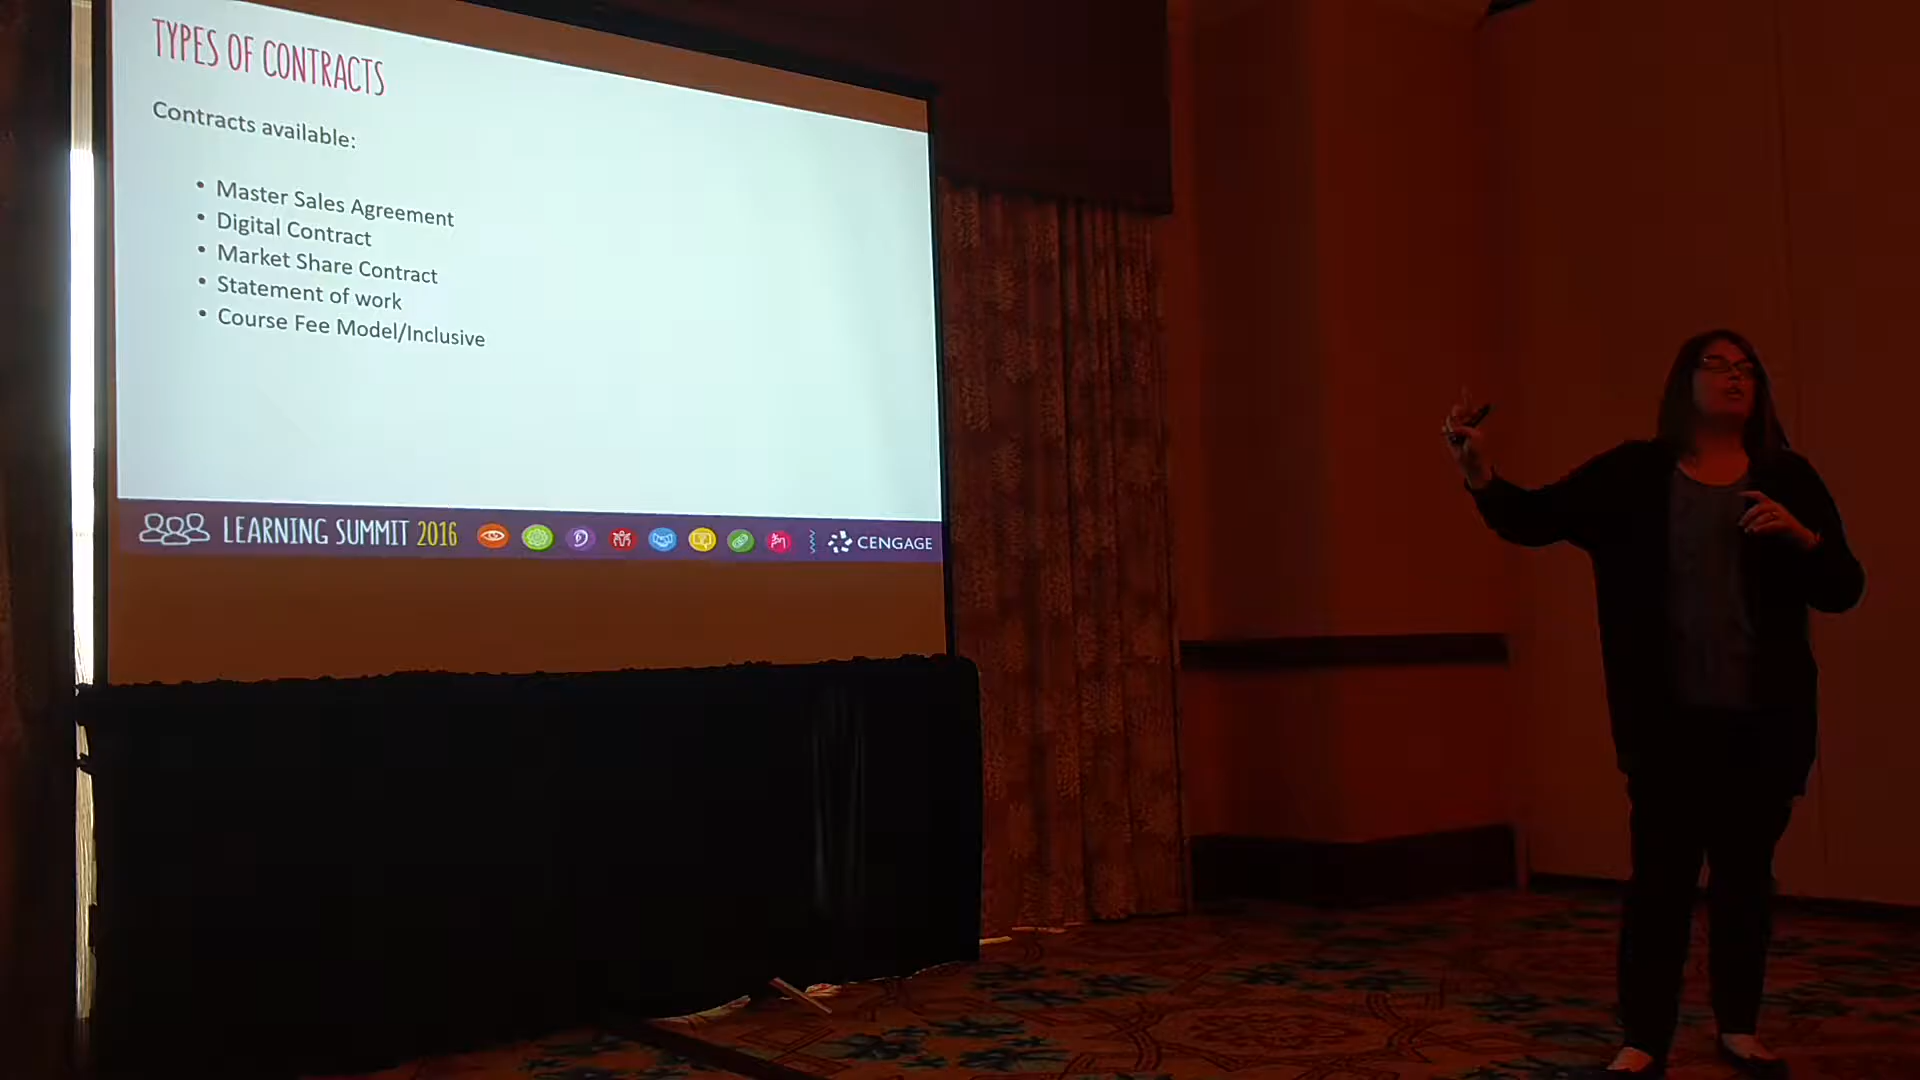 TYPES OF CONTRACTS
Contracts available:
• Master Sales Agreement
• Digital Contract
• Market Share Contract
• Statement of work
• Course Fee Model/Inclusive
LEARNING SUMMIT 2016
CENGAGE